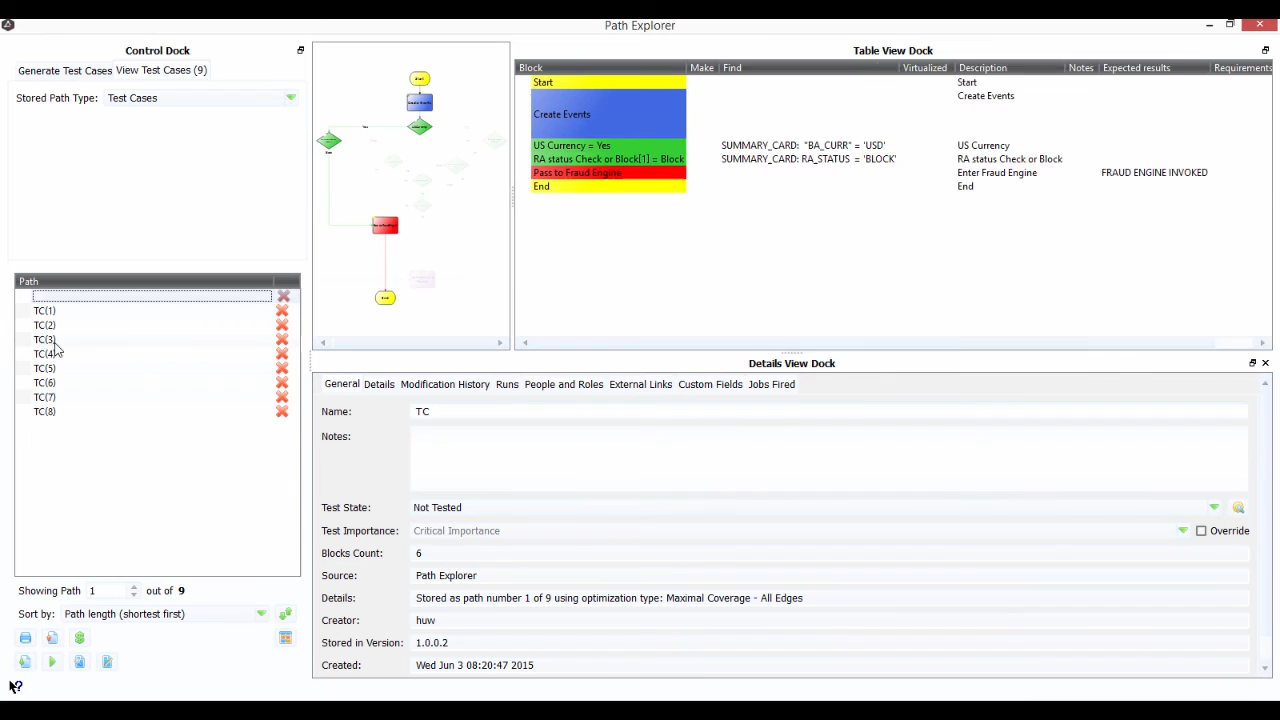 Path Explorer
Control Dock
Generate Test Cases View Test Cases (9)
Stored Path Type: Test Cases
Path
TC(1)
TC(2)
TC(3)
TC(4)
TC(5)
TC(6)
TC(7)
TC(8)
Showing Path 1 out of 9
Sort by: Path length (shortest first)
Start
Create Events
Yes
End
Table View Dock
Block Make Find Virtualized Description Notes Expected results Requirements
Start Start
Create Events Create Events
US Currency = Yes SUMMARY_CARD: "BA_CURR" = 'USD' US Currency
RA status Check or Block[1] = Block SUMMARY_CARD: RA_STATUS = 'BLOCK' RA status Check or Block
Pass to Fraud Engine Enter Fraud Engine FRAUD ENGINE INVOKED
End End
Details View Dock
General Details Modification History Runs People and Roles External Links Custom Fields Jobs Fired
Name: TC
Notes:
Test State: Not Tested
Test Importance: Critical Importance Override
Blocks Count: 6
Source: Path Explorer
Details: Stored as path number 1 of 9 using optimization type: Maximal Coverage - All Edges
Creator: huw
Stored in Version: 1.0.0.2
Created: Wed Jun 3 08:20:47 2015